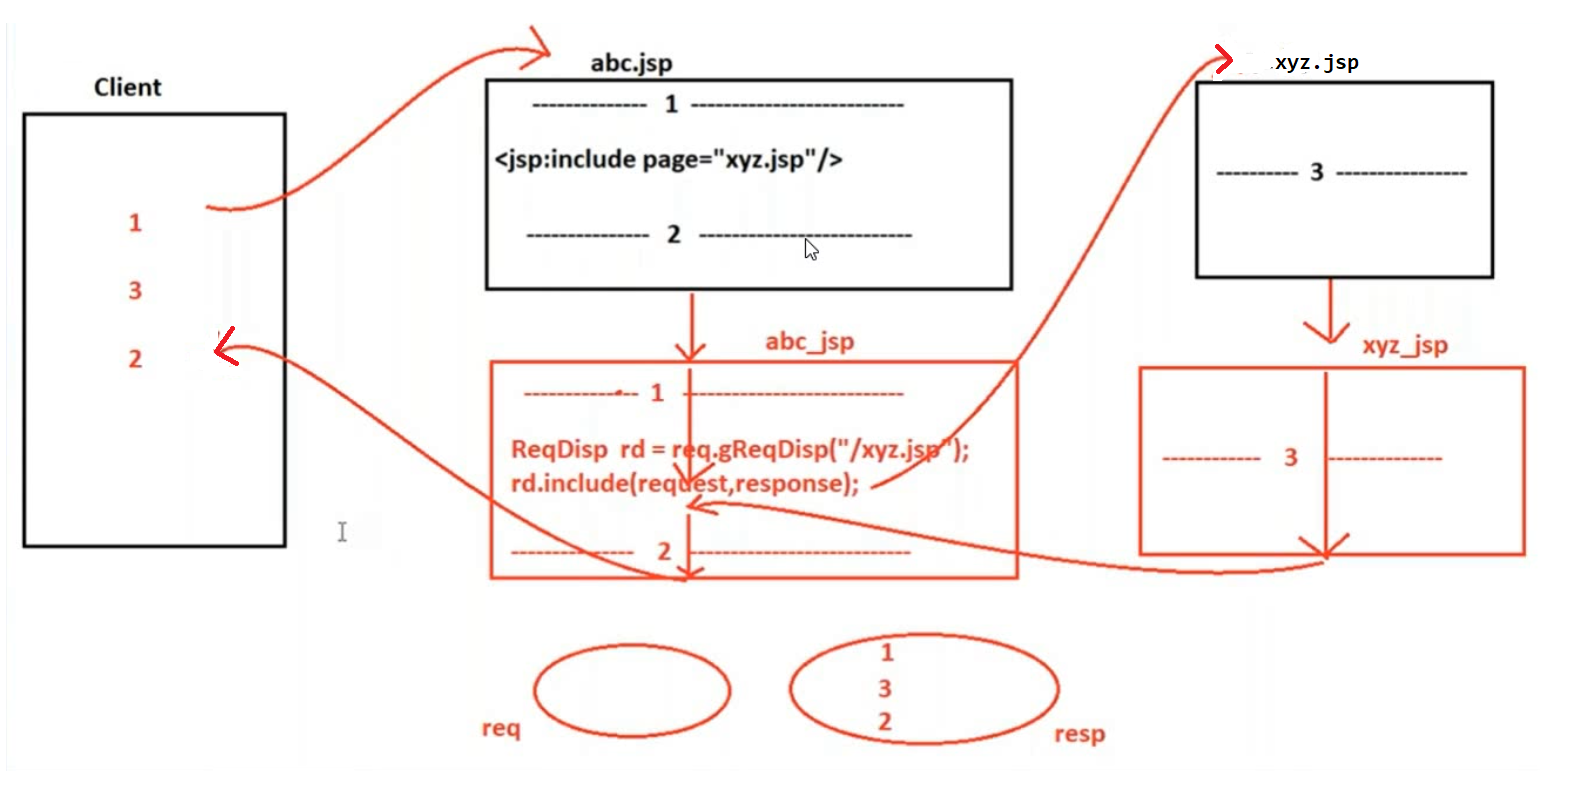 Client
1
3
2
abc.jsp
-------------- 1 --------------------------
<jsp:include page="xyz.jsp"/>
--------------- 2 --------------------------
xyz.jsp
---------- 3 ----------------
abc_jsp
-------------- 1 ---------------------------
ReqDisp rd = req.gReqDisp("/xyz.jsp");
rd.include(request,response);
--------------- 2 ---------------------------
xyz_jsp
------------ 3 --------------
req
1
3
2
resp